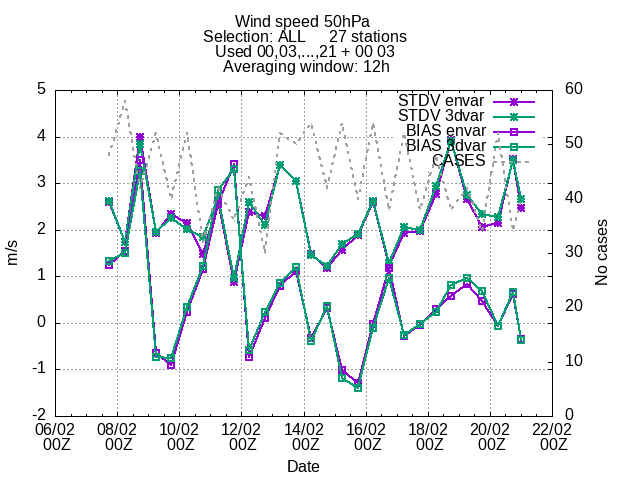 Wind speed 50hPa
Selection: ALL 27 stations
Used 00,03,...,21 + 00 03
Averaging window: 12h
5
4
3
2
1
0
-1
-2
m/s
60
50
40
30
20
10
0
No cases
STDV envar
STDV 3dvar
BIAS envar
BIAS 3dvar
CASES
06/02 08/02 10/02 12/02 14/02 16/02 18/02 20/02 22/02
00Z 00Z 00Z 00Z 00Z 00Z 00Z 00Z 00Z
Date